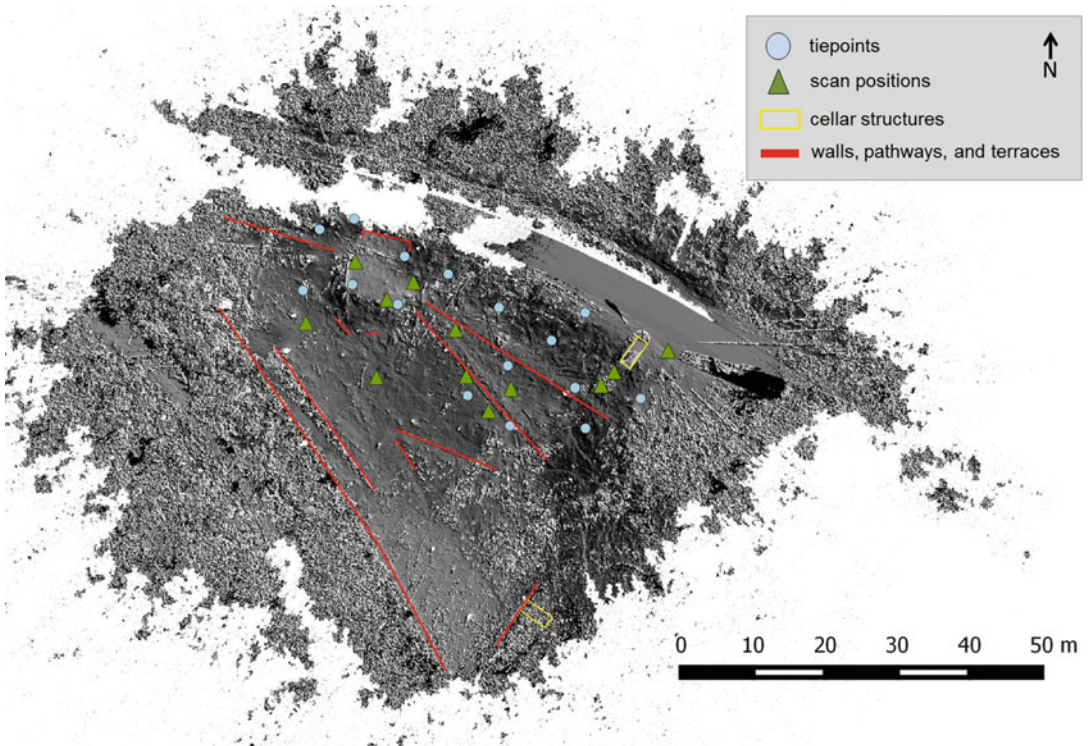 tiepoints
N
scan positions
cellar structures
walls, pathways, and terraces
0 10 20 30 40 50 m